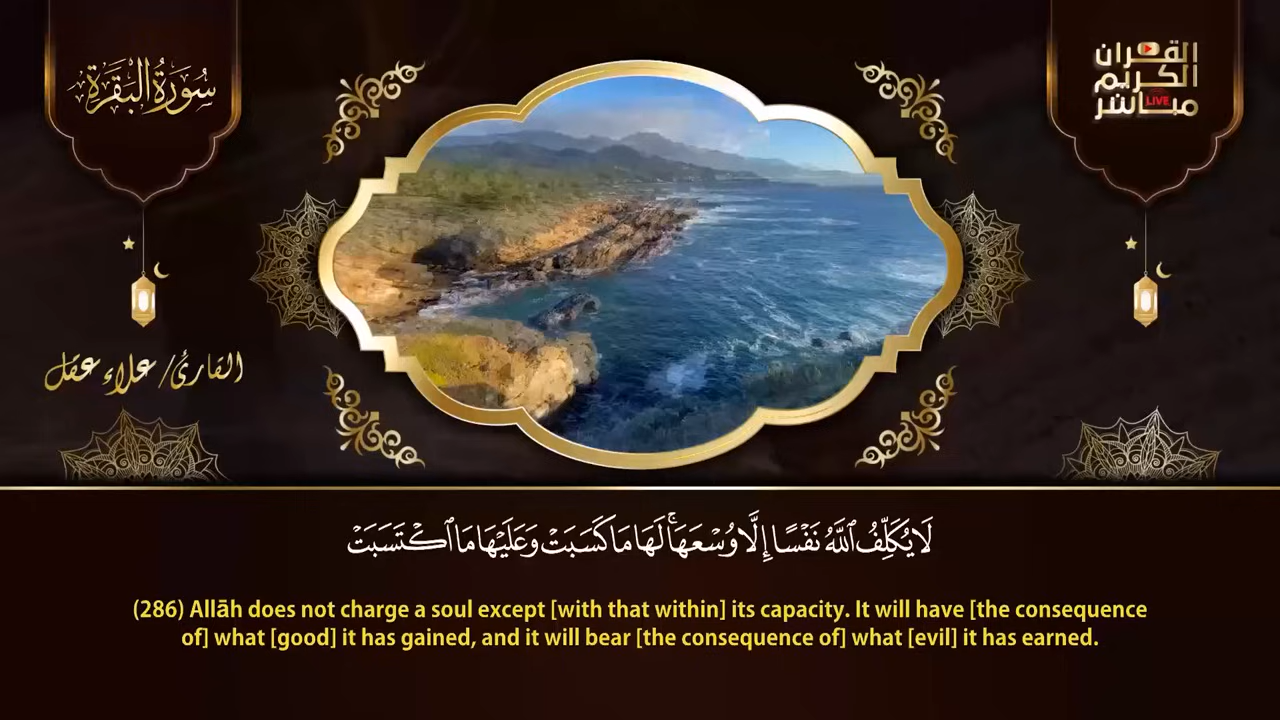 سُورَةُ البَقَرَةِ
القرآن
الكريم
مباشر
LIVE
القارئ/ علاء عقل
لَا يُكَلِّفُ ٱللَّهُ نَفْسًا إِلَّا وُسْعَهَاۚ لَهَا مَا كَسَبَتْ وَعَلَيْهَا مَا ٱكْتَسَبَتْ
(286) Allāh does not charge a soul except [with that within] its capacity. It will have [the consequence
of] what [good] it has gained, and it will bear [the consequence of] what [evil] it has earned.